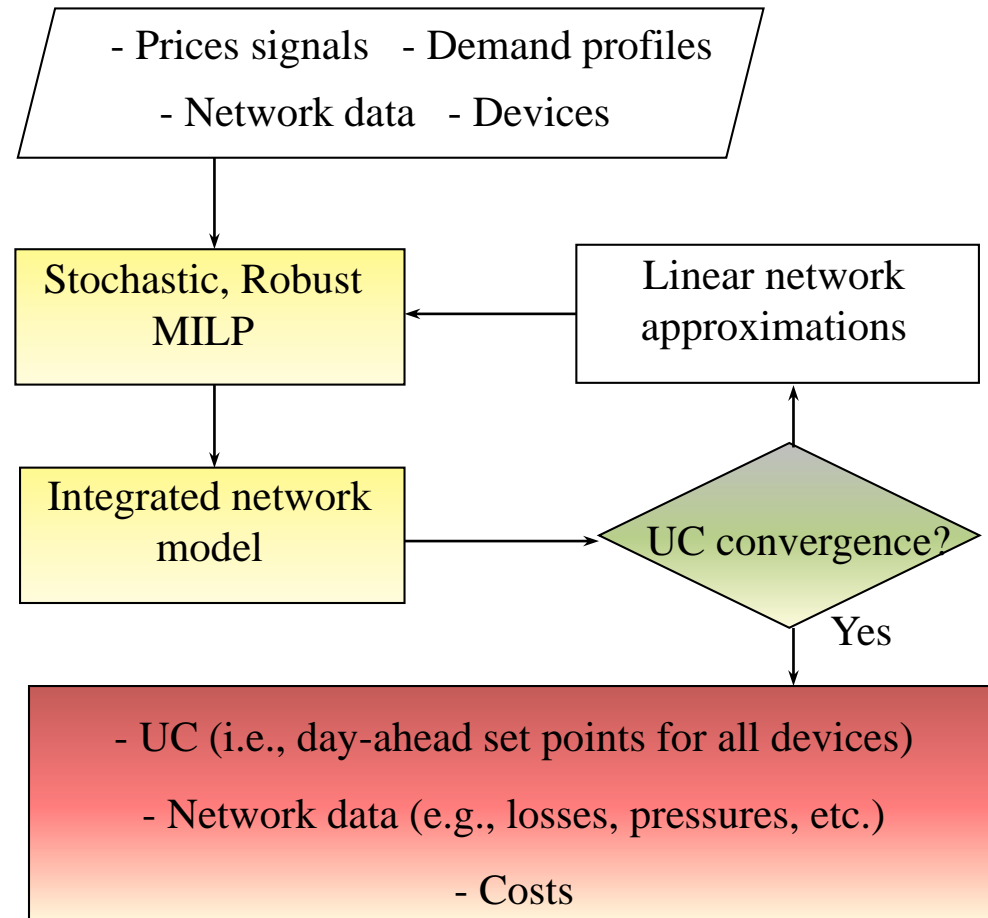 - Prices signals - Demand profiles
- Network data - Devices
Stochastic, Robust
MILP
Linear network
approximations
Integrated network
model
UC convergence?
Yes
- UC (i.e., day-ahead set points for all devices)
- Network data (e.g., losses, pressures, etc.)
- Costs